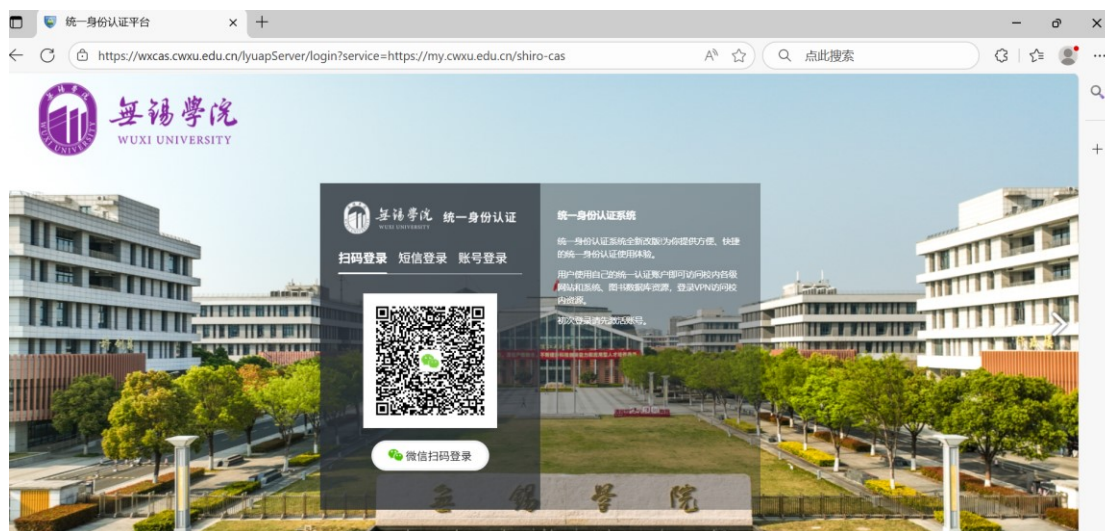 统一身份认证平台
https://wxcas.cwxu.edu.cn/lyuapServer/login?service=https://my.cwxu.edu.cn/shiro-cas
点此搜索
無錫學院
WUXI UNIVERSITY
無錫學院 统一身份认证
WUXI UNIVERSITY
扫码登录 短信登录 账号登录
微信扫码登录
统一身份认证系统
统一身份认证系统全新改版!为你提供方便、快捷
的统一身份认证使用体验。
用户使用自己的统一认证账户即可访问校内各级
网站和系统、图书数据库资源，登录VPN访问校
内资源。
初次登录请先激活账号。
無錫學院